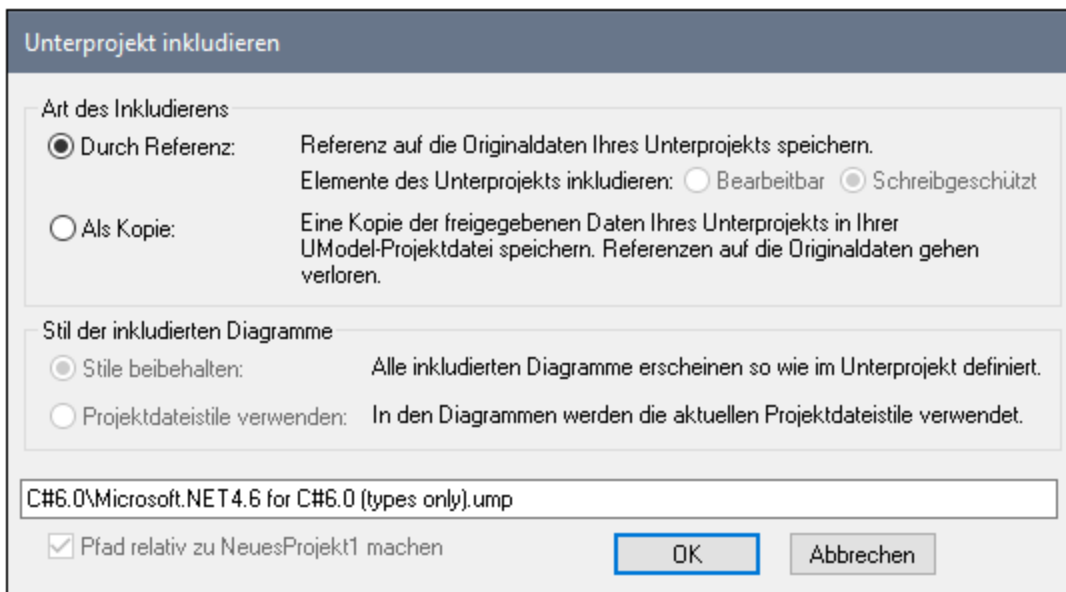 Unterprojekt inkludieren
Art des Inkludierens
Durch Referenz: Referenz auf die Originaldaten Ihres Unterprojekts speichern.
Elemente des Unterprojekts inkludieren: Bearbeitbar Schreibgeschützt
Als Kopie: Eine Kopie der freigegebenen Daten Ihres Unterprojekts in Ihrer
UModel-Projektdatei speichern. Referenzen auf die Originaldaten gehen
verloren.
Stil der inkludierten Diagramme
Stile beibehalten: Alle inkludierten Diagramme erscheinen so wie im Unterprojekt definiert.
Projektdateistile verwenden: In den Diagrammen werden die aktuellen Projektdateistile verwendet.
C#6.0\Microsoft.NET4.6 for C#6.0 (types only).ump
Pfad relativ zu NeuesProjekt1 machen OK Abbrechen